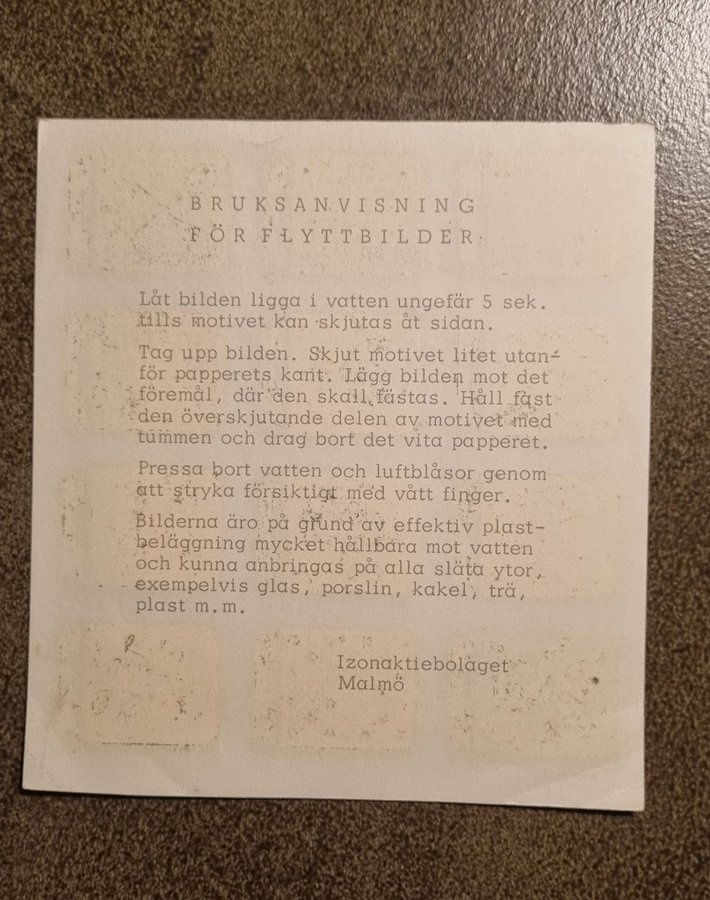 BRUKSANVISNING
FÖR FLYTTBILDER
Låt bilden ligga i vatten ungefär 5 sek.
tills motivet kan skjutas åt sidan.
Tag upp bilden. Skjut motivet litet utan-
för papperets kant. Lägg bilden mot det
föremål, där den skall fästas. Håll fast
den överskjutande delen av motivet med
tummen och drag bort det vita papperet.
Pressa bort vatten och luftblåsor genom
att stryka försiktigt med vått finger.
Bilderna äro på grund av effektiv plast-
beläggning mycket hållbara mot vatten
och kunna anbringas på alla släta ytor,
exempelvis glas, porslin, kakel, trä,
plast m.m.
Izonaktiebolaget
Malmö